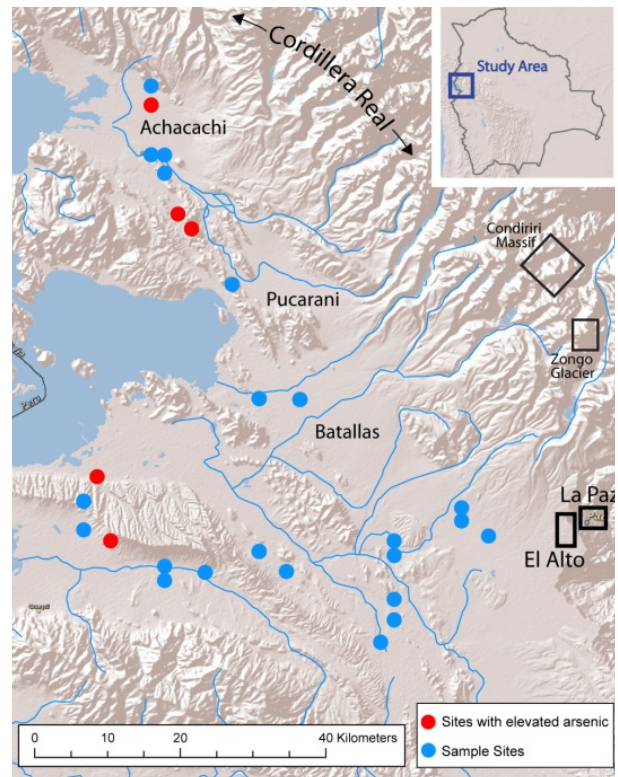 Cordillera Real
Study Area
Achacachi
Condiriri
Massif
Pucarani
Zongo
Glacier
Peru
Batallas
La Paz
El Alto
Sites with elevated arsenic
Sample Sites
0 10 20 40 Kilometers